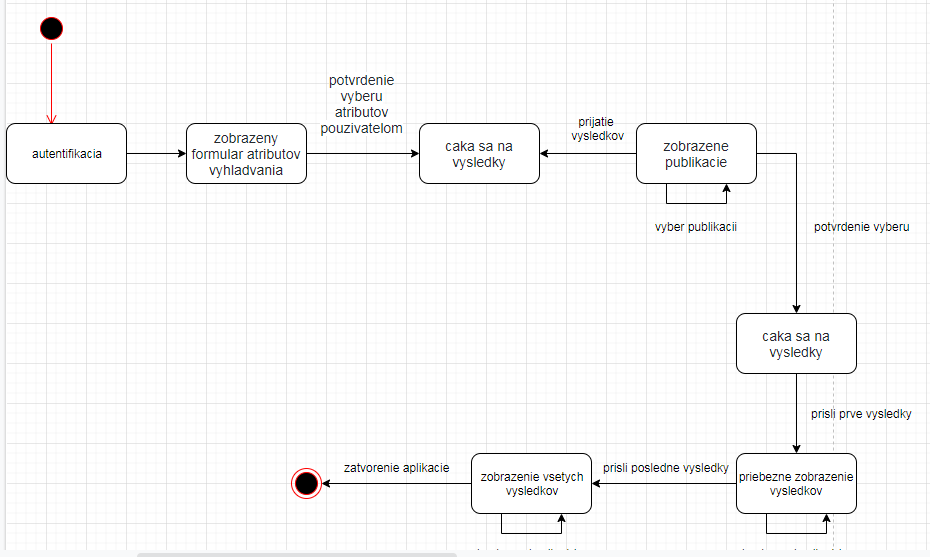 autentifikacia
zobrazeny
formular atributov
vyhladvania
potvrdenie
vyberu
atributov
pouzivatelom
caka sa na
vysledky
prijatie
vysledkov
zobrazene
publikacie
vyber publikacii
potvrdenie vyberu
caka sa na
vysledky
prisli prve vysledky
priebezne zobrazenie
vysledkov
prisli posledne vysledky
zobrazenie vsetych
vysledkov
zatvorenie aplikacie